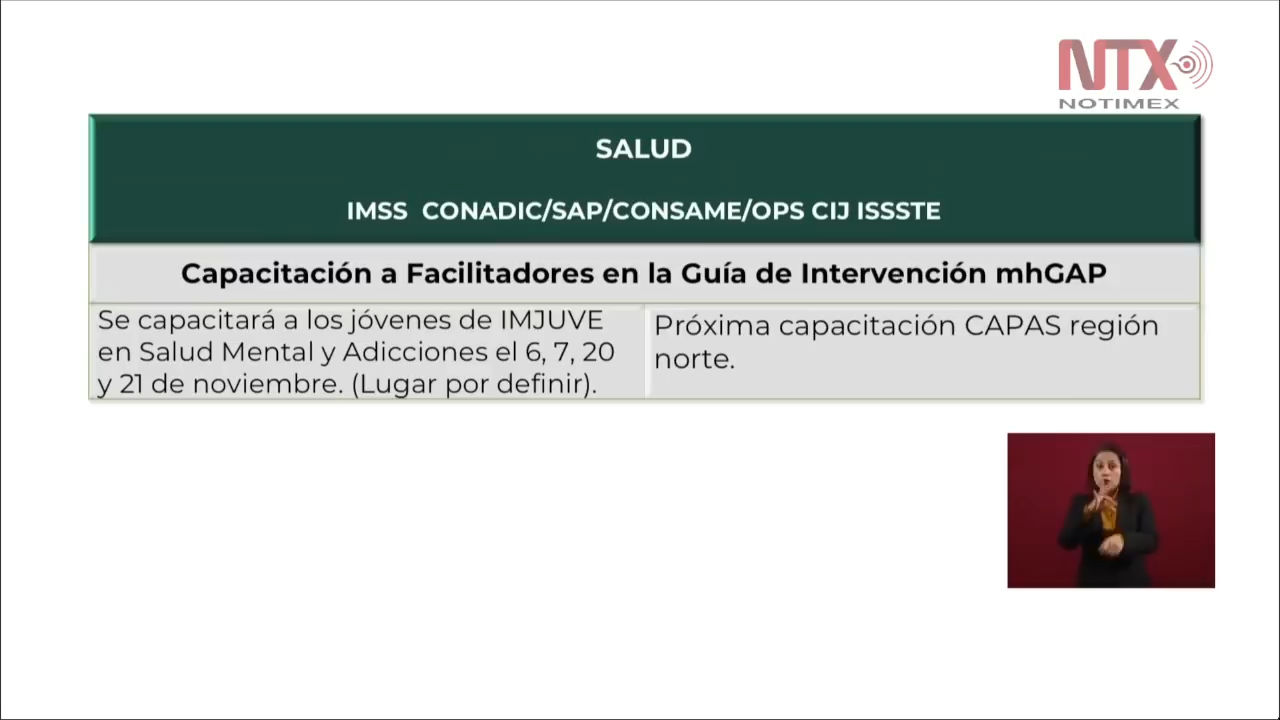 NTX
NOTIMEX
SALUD
IMSS CONADIC/SAP/CONSAME/OPS CIJ ISSSTE
Capacitación a Facilitadores en la Guía de Intervención mhGAP
Se capacitará a los jóvenes de IMJUVE
en Salud Mental y Adicciones el 6, 7, 20
y 21 de noviembre. (Lugar por definir).
Próxima capacitación CAPAS región
norte.